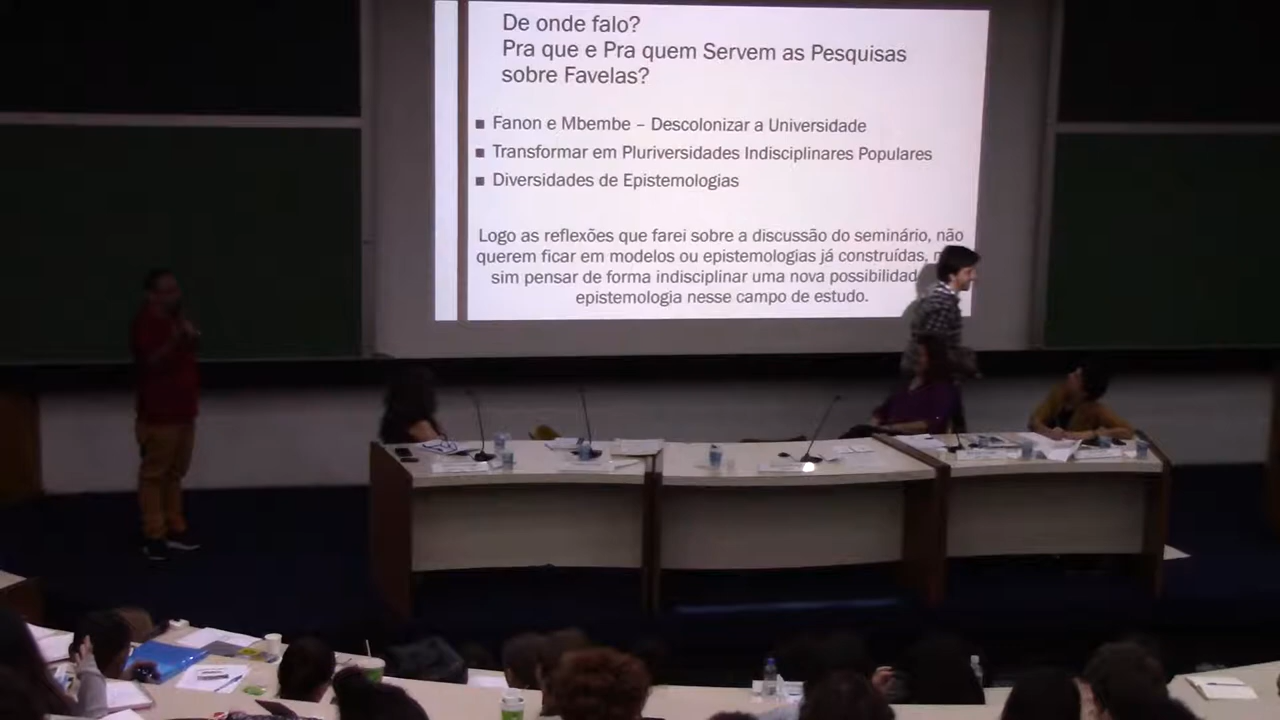 De onde falo?
Pra que e Pra quem Servem as Pesquisas
sobre Favelas?
■ Fanon e Mbembe – Descolonizar a Universidade
■ Transformar em Pluriversidades Indisciplinares Populares
■ Diversidades de Epistemologias
Logo as reflexões que farei sobre a discussão do seminário, não
querem ficar em modelos ou epistemologias já construídas,
sim pensar de forma indisciplinar uma nova
epistemologia nesse campo de estudo.